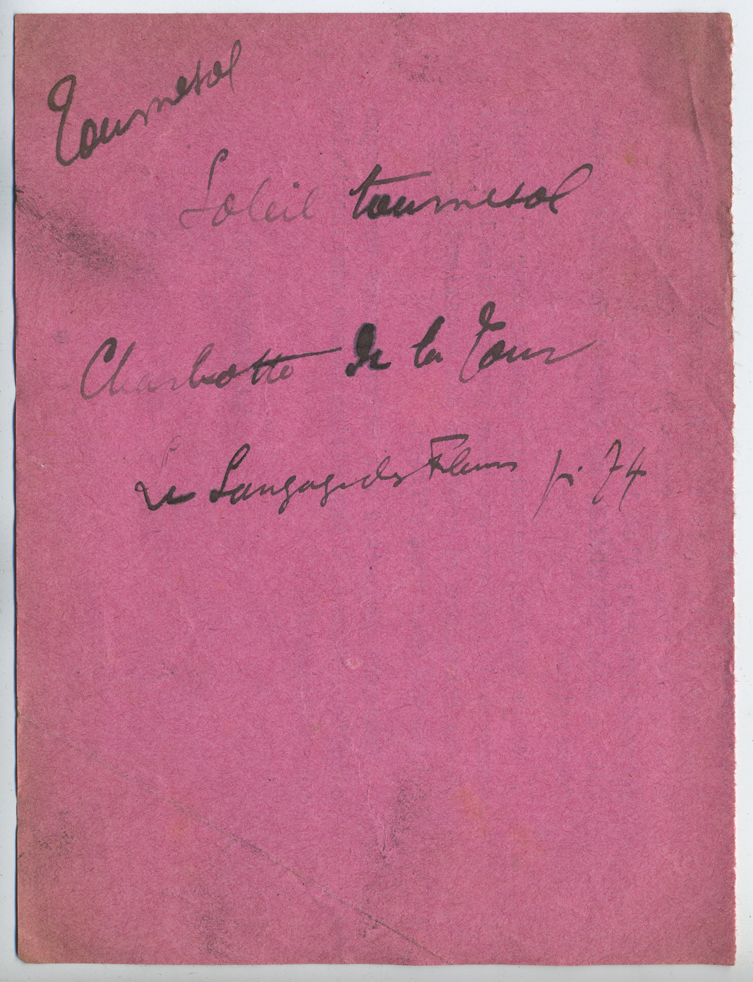 Tournesol
Soleil tournesol
Charlotte de la Tour
Le Langage des Fleurs p. 74